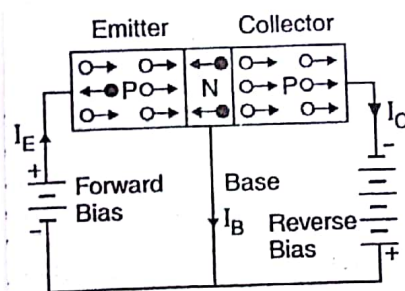 Emitter Collector
P N P
I_E I_C
+ -
Forward Bias Base
- I_B Reverse Bias
+